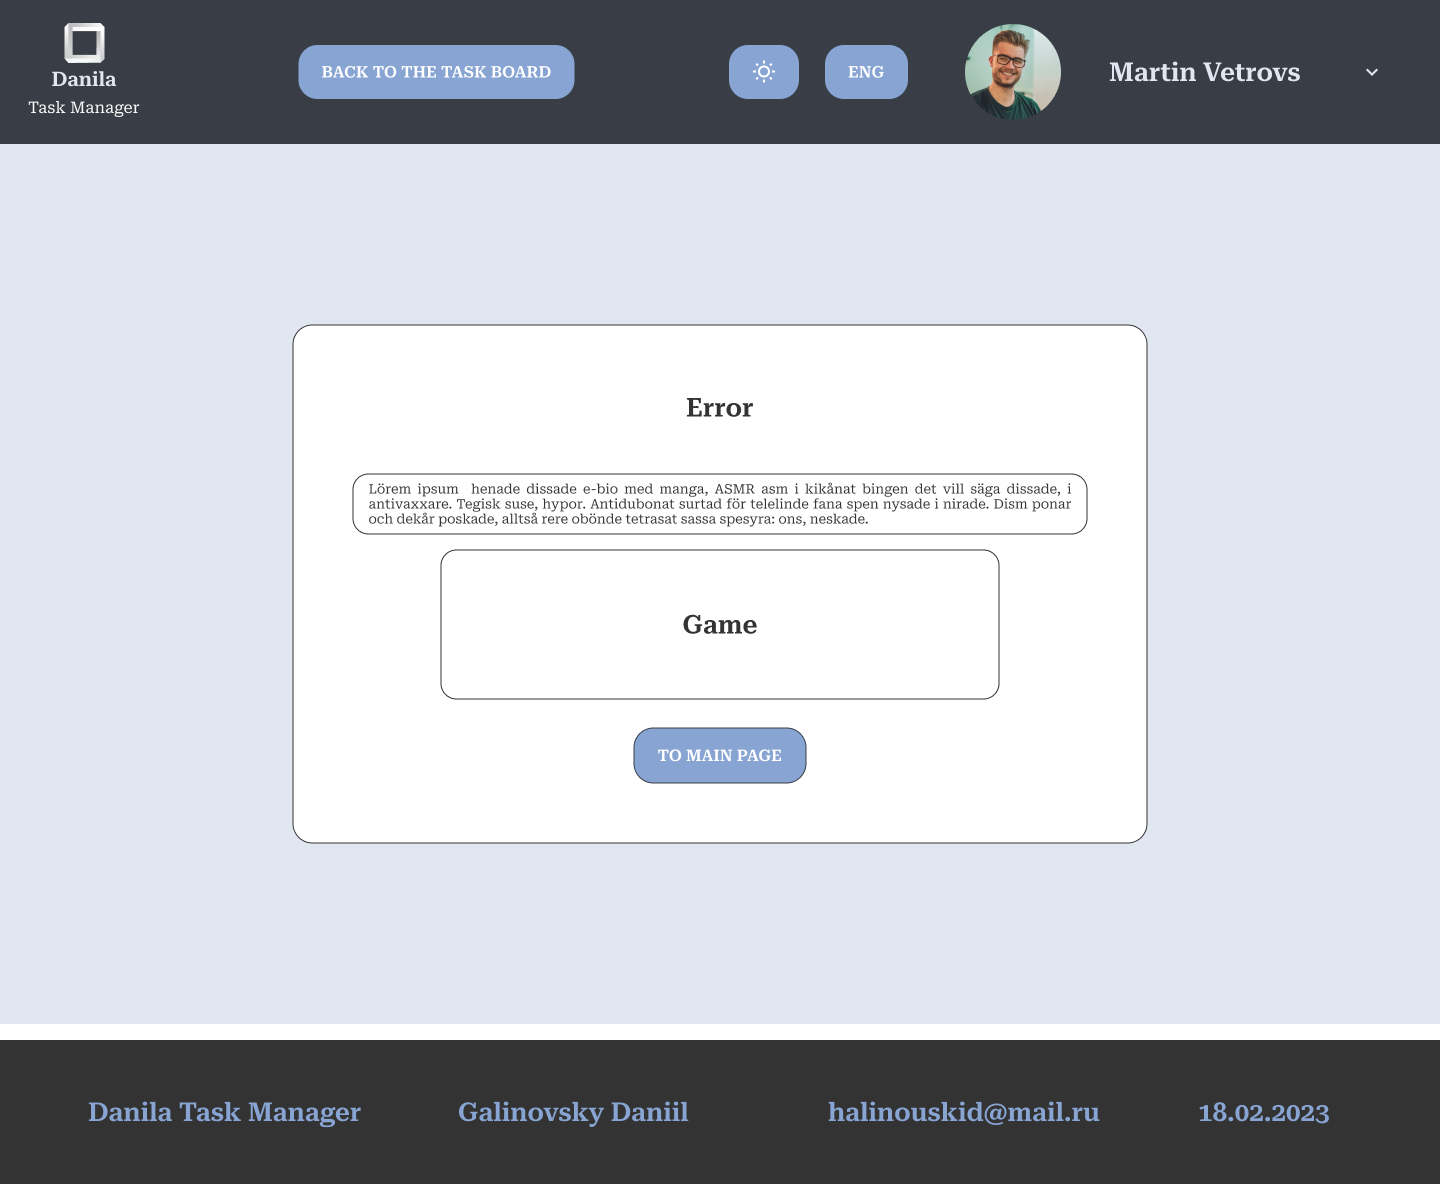 Danila
Task Manager
BACK TO THE TASK BOARD
ENG
Martin Vetrovs
Error
Lörem ipsum  henade dissade e-bio med manga, ASMR asm i kikånat bingen det vill säga dissade, i
antivaxxare. Tegisk suse, hypor. Antidubonat surtad för telelinde fana spen nysade i nirade. Dism ponar
och dekår poskade, alltså rere obönde tetrasat sassa spesyra: ons, neskade.
Game
TO MAIN PAGE
Danila Task Manager
Galinovsky Daniil
halinouskid@mail.ru
18.02.2023